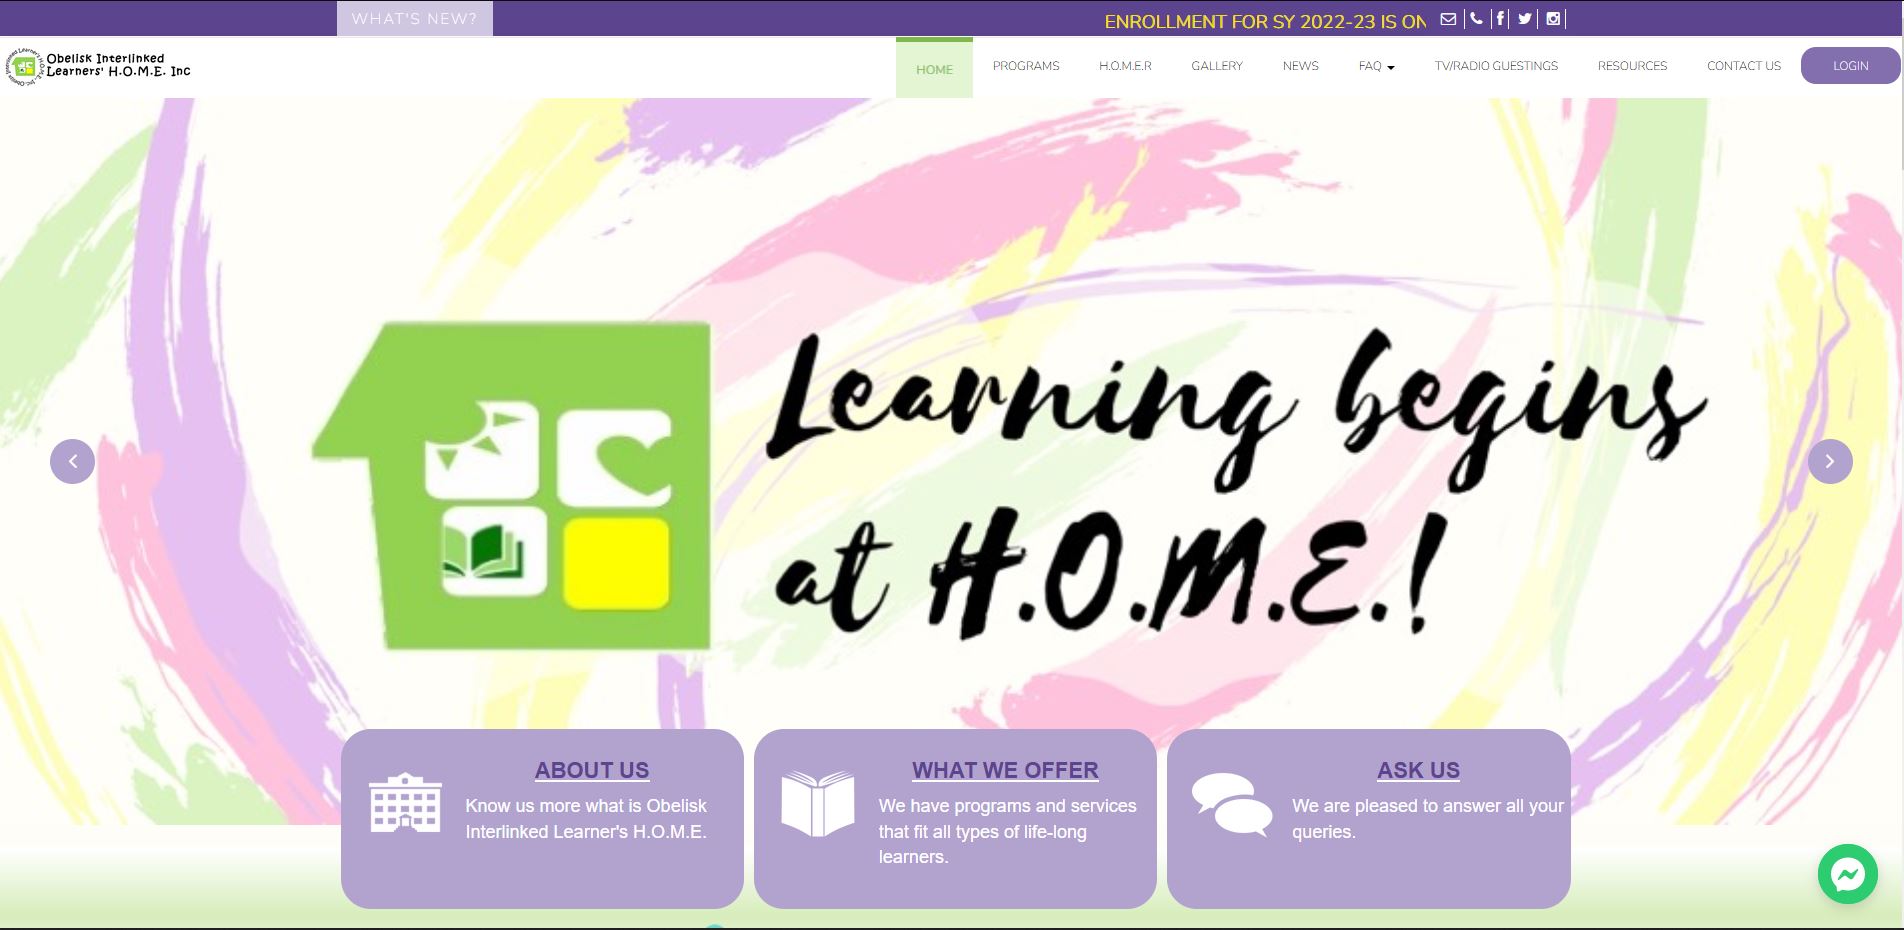 WHAT'S NEW?
ENROLLMENT FOR SY 2022-23 IS ON
Obelisk Interlinked
Learners' H.O.M.E. Inc
HOME
PROGRAMS
H.O.M.E.R
GALLERY
NEWS
FAQ
TV/RADIO GUESTINGS
RESOURCES
CONTACT US
LOGIN
Learning begins
at H.O.M.E.!
ABOUT US
Know us more what is Obelisk
Interlinked Learner's H.O.M.E.
WHAT WE OFFER
We have programs and services
that fit all types of life-long
learners.
ASK US
We are pleased to answer all your
queries.